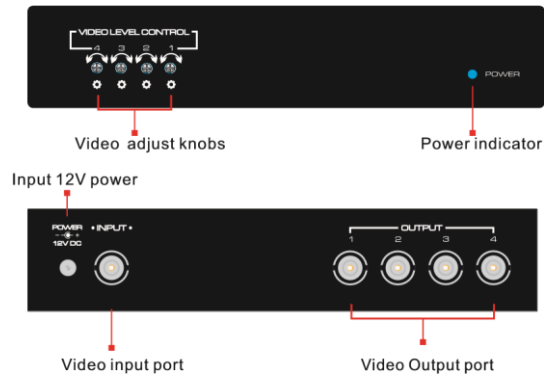 VIDEO LEVEL CONTROL
4 3 2 1
POWER
Video adjust knobs
Power indicator
Input 12V power
POWER
- +
12V DC
• INPUT •
OUTPUT
1 2 3 4
Video input port
Video Output port